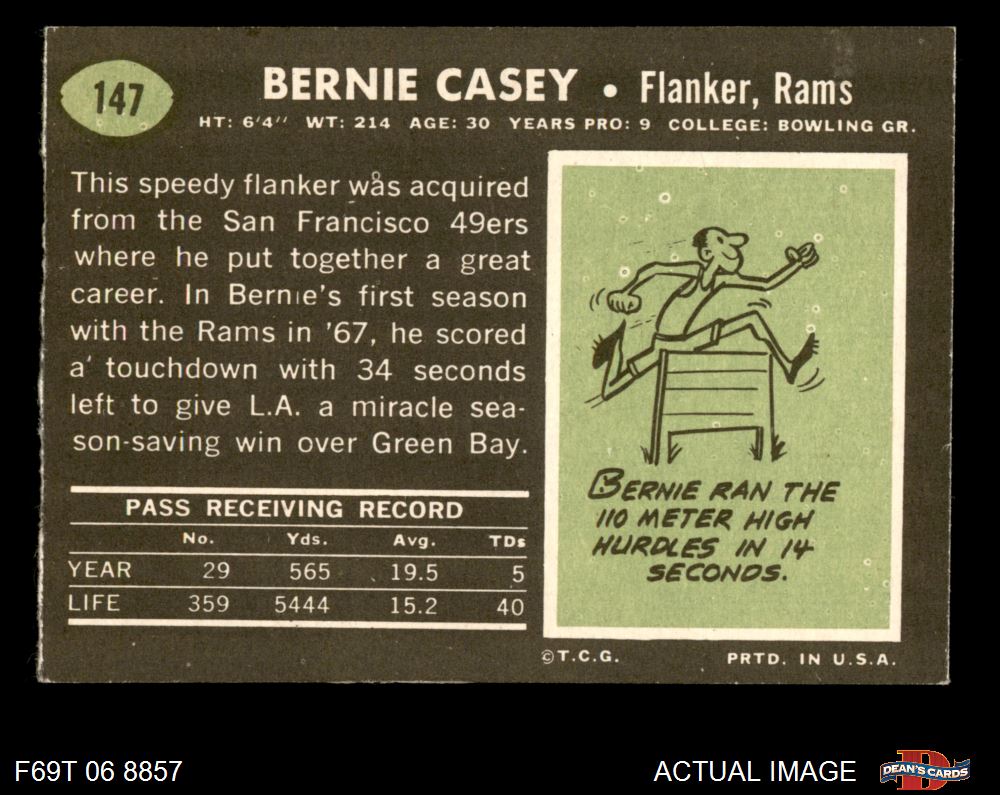 147
BERNIE CASEY • Flanker, Rams
HT: 6'4'' WT: 214 AGE: 30 YEARS PRO: 9 COLLEGE: BOWLING GR.
This speedy flanker was acquired
from the San Francisco 49ers
where he put together a great
career. In Bernie's first season
with the Rams in '67, he scored
a touchdown with 34 seconds
left to give L.A. a miracle sea-
son-saving win over Green Bay.
PASS RECEIVING RECORD
No. Yds. Avg. TDs
YEAR 29 565 19.5 5
LIFE 359 5444 15.2 40
BERNIE RAN THE
110 METER HIGH
HURDLES IN 14
SECONDS.
©T.C.G. PRTD. IN U.S.A.
F69T 06 8857
ACTUAL IMAGE
D
DEAN'S CARDS